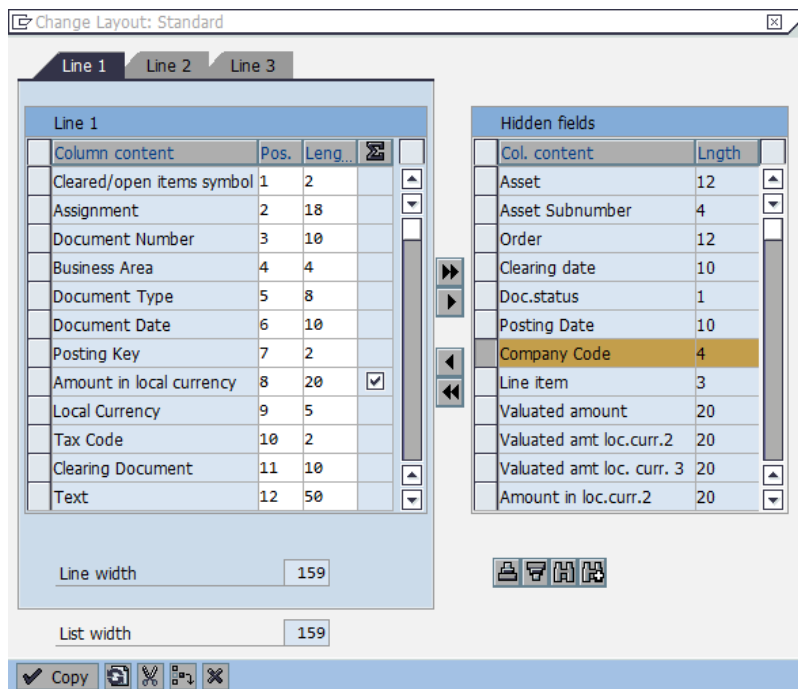 Change Layout: Standard
Line 1 Line 2 Line 3
Line 1
Column content Pos. Leng... Σ
Cleared/open items symbol 1 2
Assignment 2 18
Document Number 3 10
Business Area 4 4
Document Type 5 8
Document Date 6 10
Posting Key 7 2
Amount in local currency 8 20
Local Currency 9 5
Tax Code 10 2
Clearing Document 11 10
Text 12 50
Line width 159
List width 159
Hidden fields
Col. content Lngth
Asset 12
Asset Subnumber 4
Order 12
Clearing date 10
Doc.status 1
Posting Date 10
Company Code 4
Line item 3
Valuated amount 20
Valuated amt loc.curr.2 20
Valuated amt loc. curr. 3 20
Amount in loc.curr.2 20
Copy